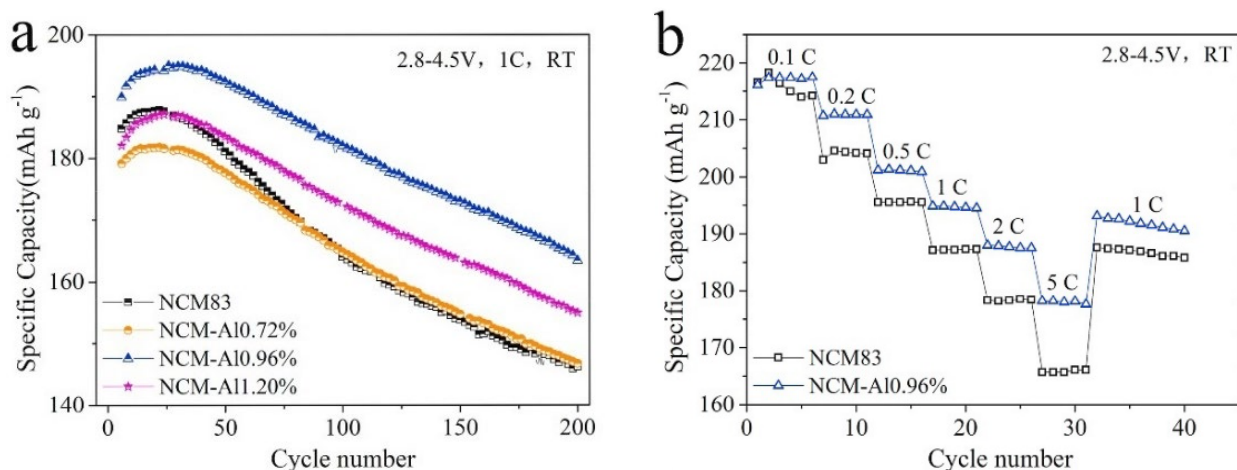 a
2.8-4.5V，1C，RT
200
180
160
140
Specific Capacity(mAh g⁻¹)
NCM83
NCM-Al0.72%
NCM-Al0.96%
NCM-Al1.20%
0
50
100
150
200
Cycle number
b
2.8-4.5V，RT
220
210
200
190
180
170
160
Specific Capacity (mAh g⁻¹)
0.1 C
0.2 C
0.5 C
1 C
2 C
5 C
1 C
NCM83
NCM-Al0.96%
0
10
20
30
40
Cycle number